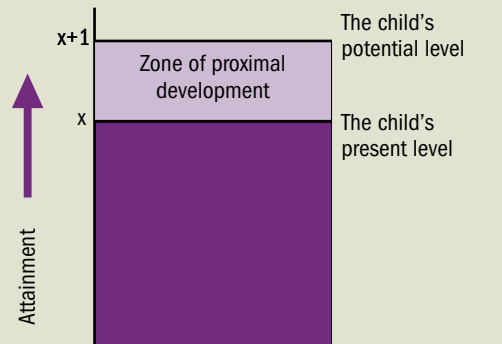 x+1
The child's
potential level
Zone of proximal
development
x
The child's
present level
Attainment